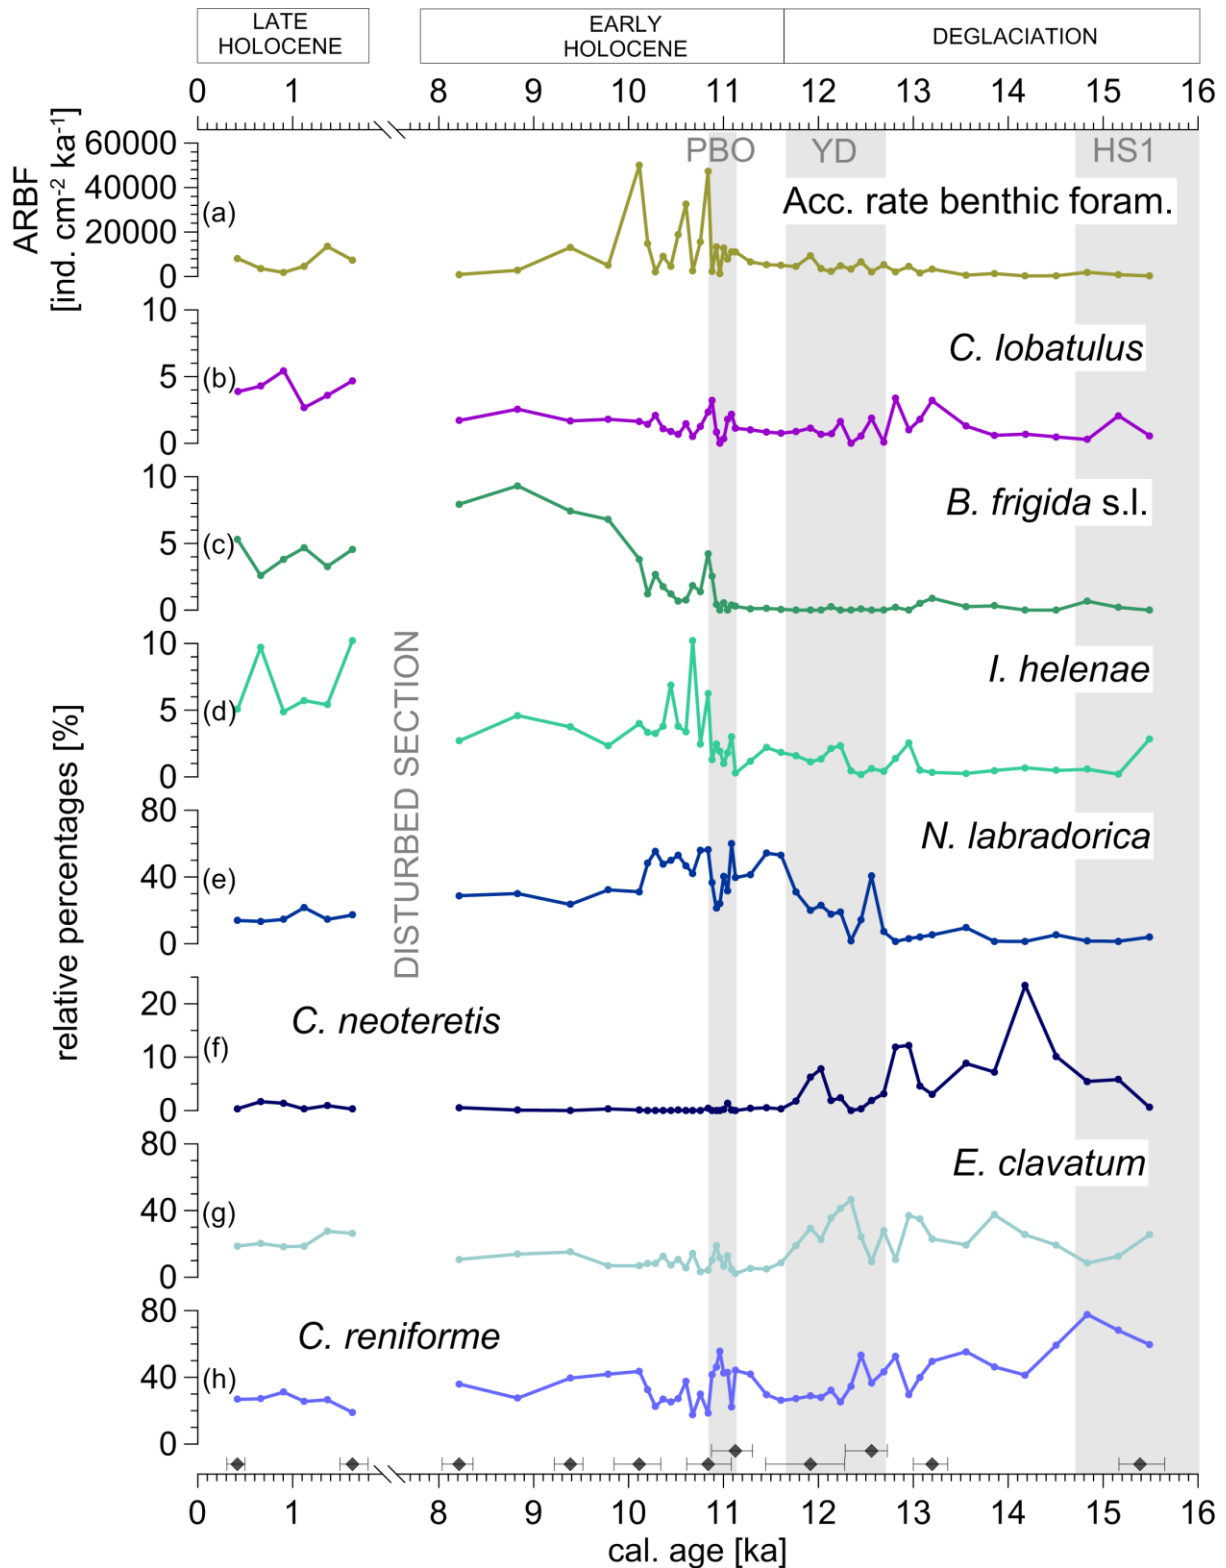 LATE
HOLOCENE
EARLY
HOLOCENE
DEGLACIATION
0 1 8 9 10 11 12 13 14 15 16
ARBF
[ind. cm⁻² ka⁻¹]
60000
40000
20000
0
(a)
PBO
YD
HS1
Acc. rate benthic foram.
10
5
0
(b)
C. lobatulus
10
5
0
(c)
B. frigida s.l.
10
5
0
(d)
I. helenae
DISTURBED SECTION
relative percentages [%]
80
40
0
(e)
N. labradorica
20
10
0
(f)
C. neoteretis
80
40
0
(g)
E. clavatum
80
40
0
(h)
C. reniforme
0 1 8 9 10 11 12 13 14 15 16
cal. age [ka]